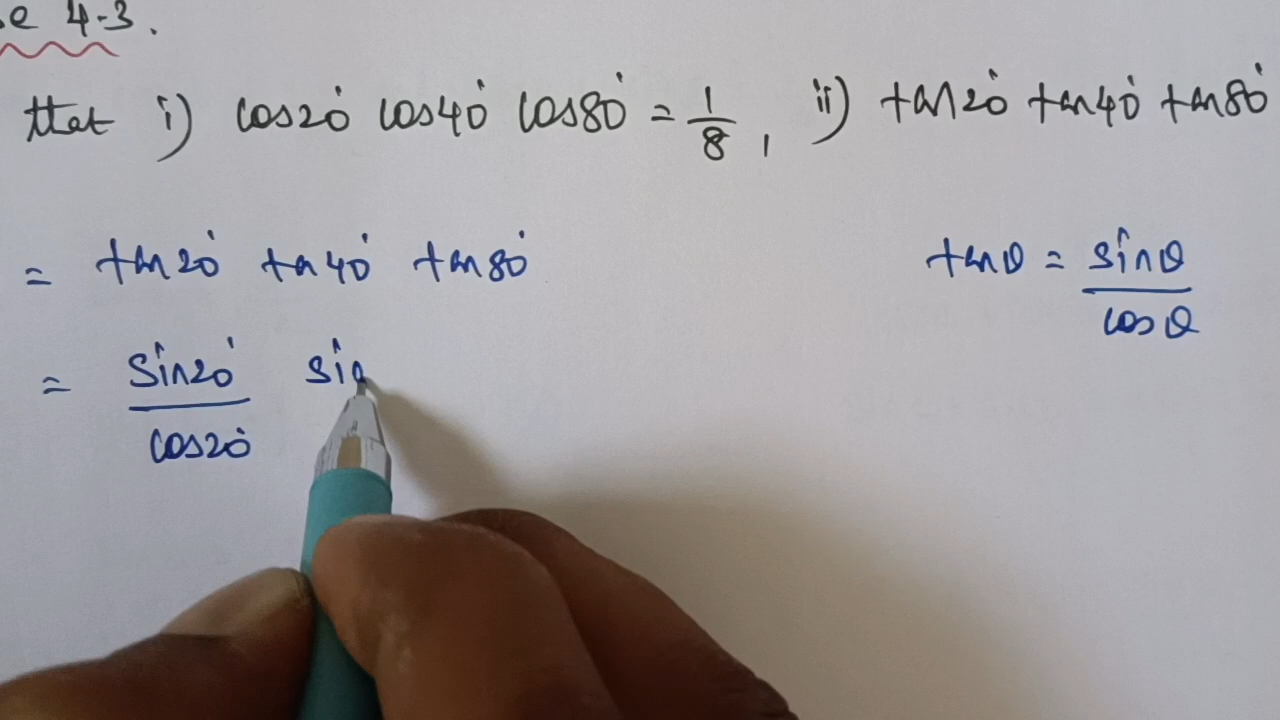 e 4-3.
that i) cos20° cos40° cos80° = 1/8, ii) tan20° tan40° tan80°
= tan20° tan40° tan80° tanθ = sinθ/cosθ
= sin20°/cos20° sin